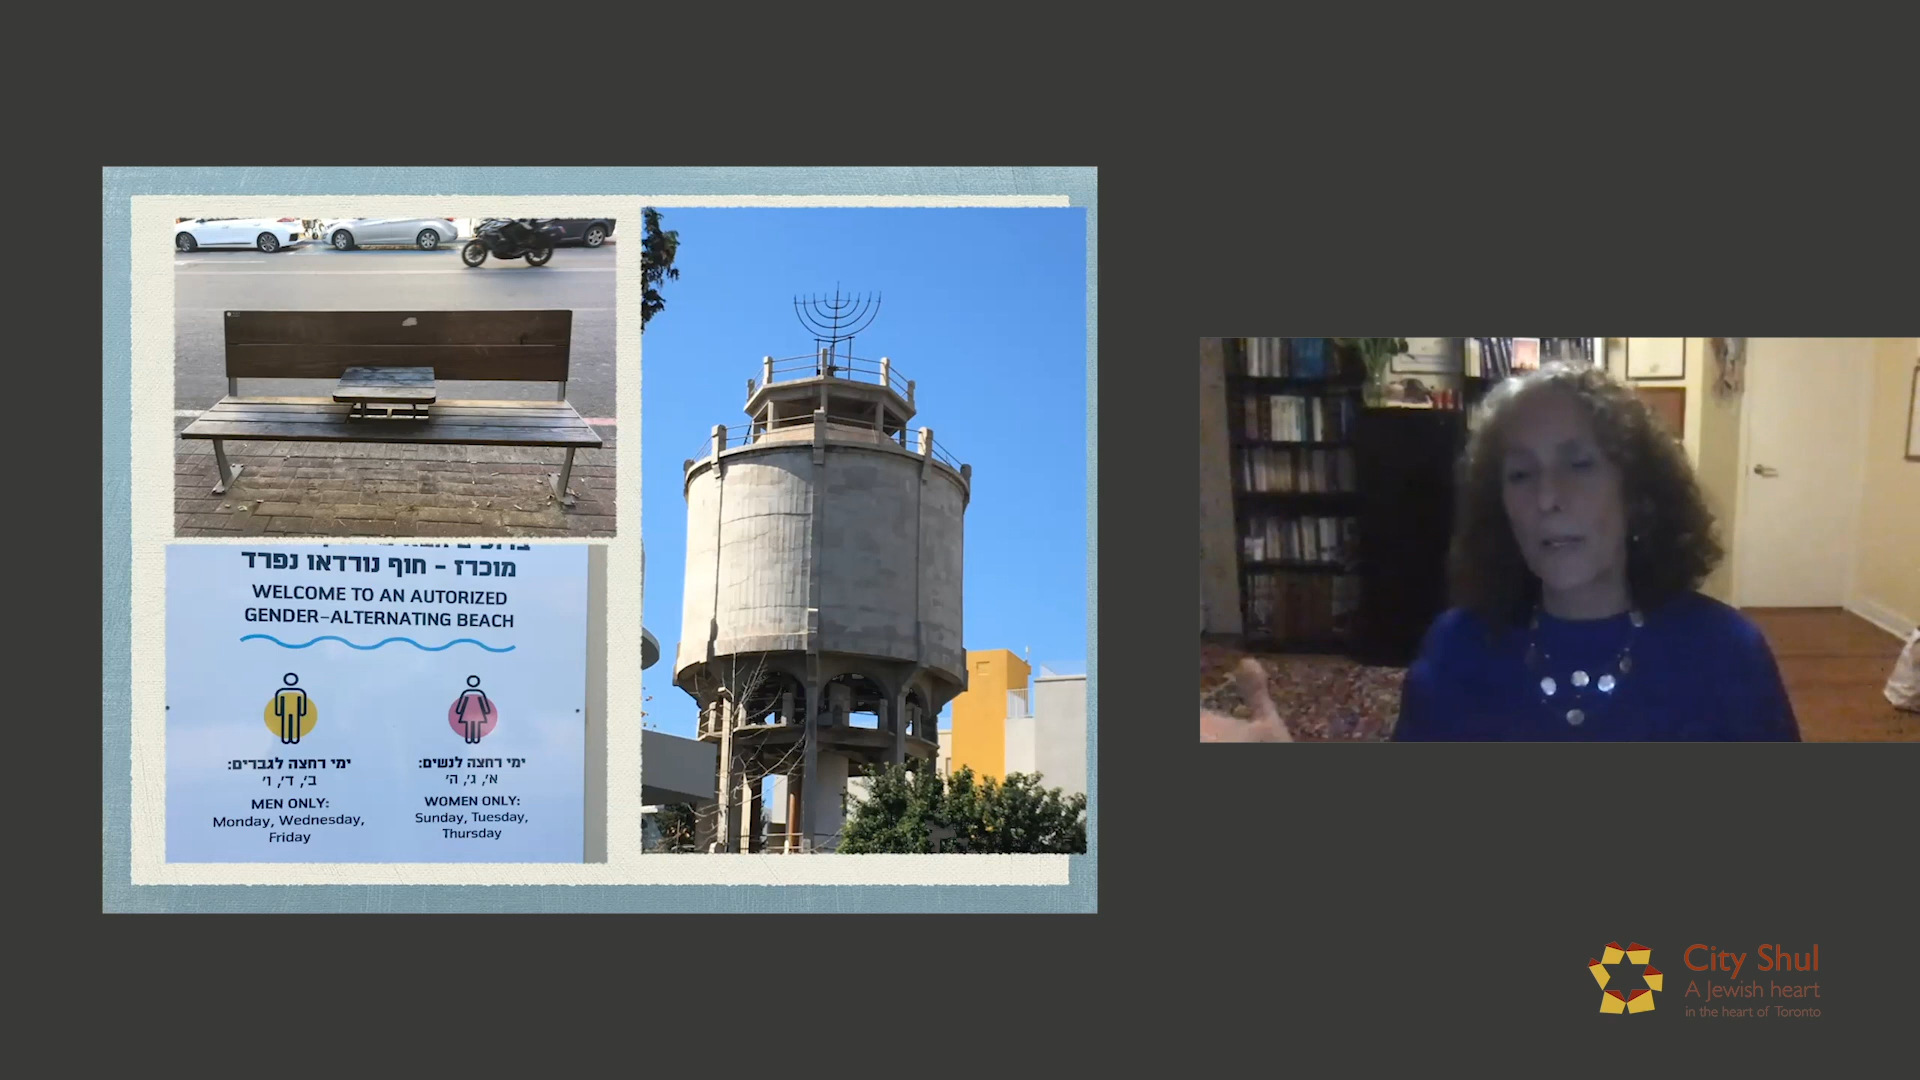 מוכרז - חוף נורדאו נפרד
WELCOME TO AN AUTORIZED
GENDER-ALTERNATING BEACH
ימי רחצה לגברים:
ב', ד', ו'
MEN ONLY:
Monday, Wednesday,
Friday
ימי רחצה לנשים:
א', ג', ה'
WOMEN ONLY:
Sunday, Tuesday,
Thursday
City Shul
A Jewish heart
in the heart of Toronto